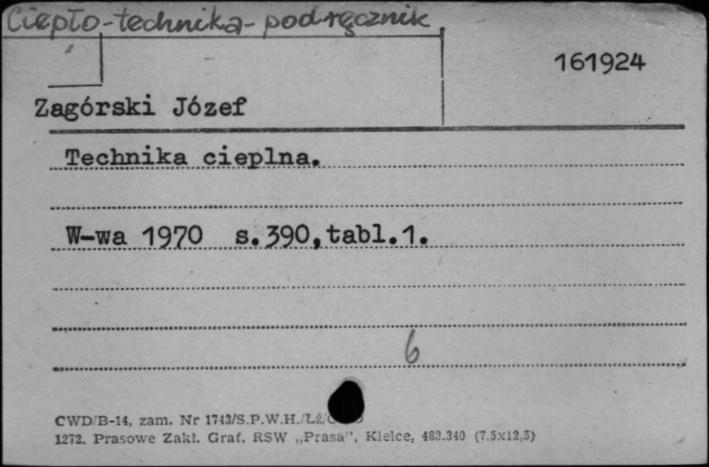 Ciepło-technika-podręcznik
161924
Zagórski Józef
Technika cieplna.
W-wa 1970 s.390,tabl.1.
6
CWD/B-14, zam. Nr 1743/S.P.W.H./Łź/
1272. Prasowe Zakł. Graf. RSW „Prasa", Kielce, 483.340 (7,5x12,5)